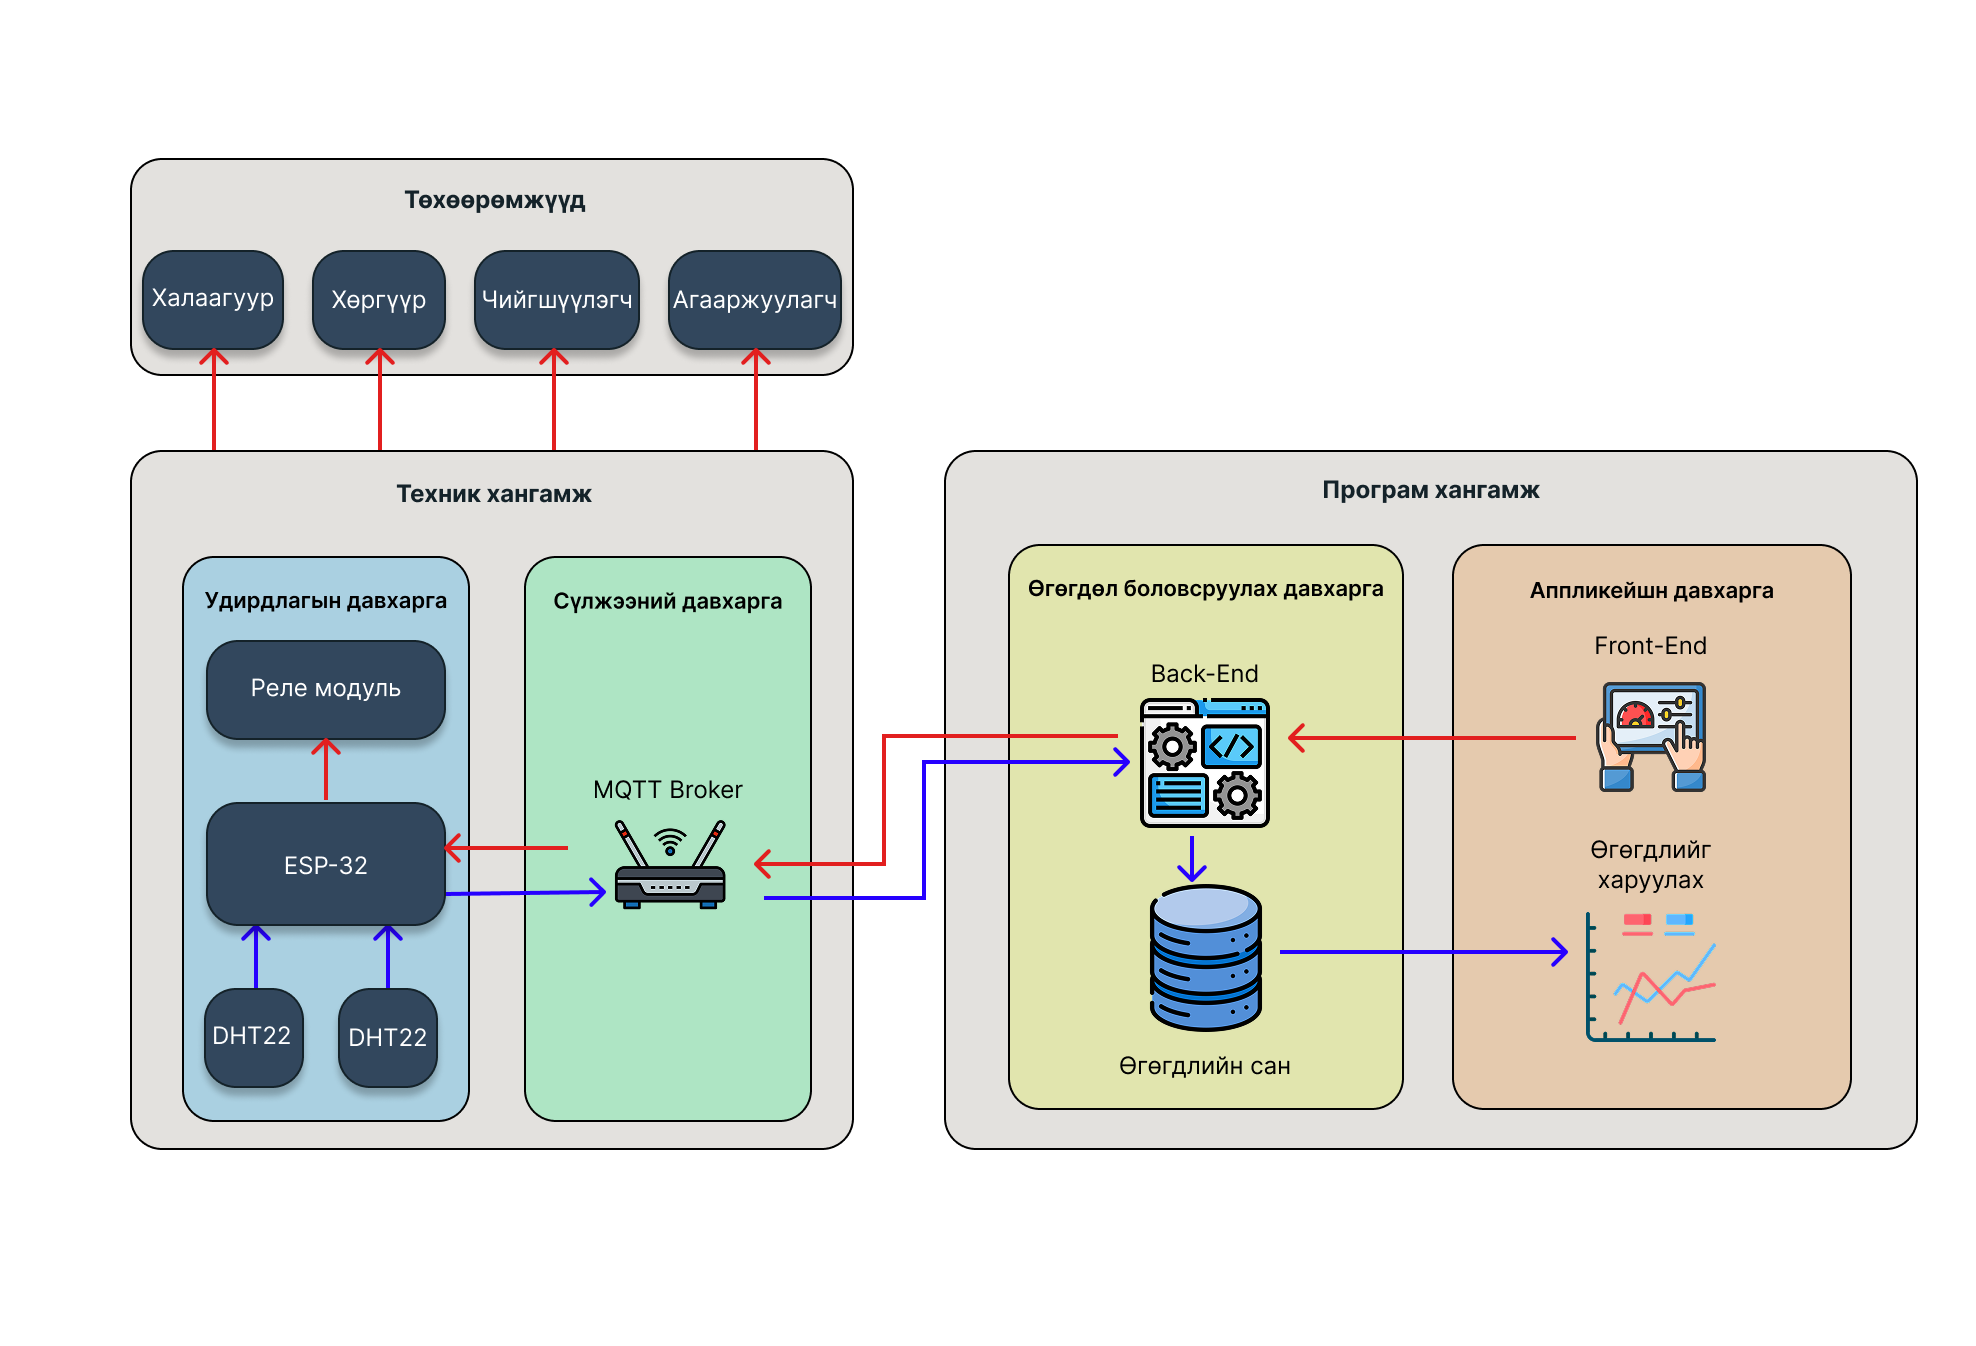 Төхөөрөмжүүд
Халаагуур
Хөргүүр
Чийгшүүлэгч
Агааржуулагч
Техник хангамж
Удирдлагын давхарга
Реле модуль
ESP-32
DHT22
DHT22
Сүлжээний давхарга
MQTT Broker
Програм хангамж
Өгөгдөл боловсруулах давхарга
Back-End
Өгөгдлийн сан
Аппликейшн давхарга
Front-End
Өгөгдлийг
харуулах